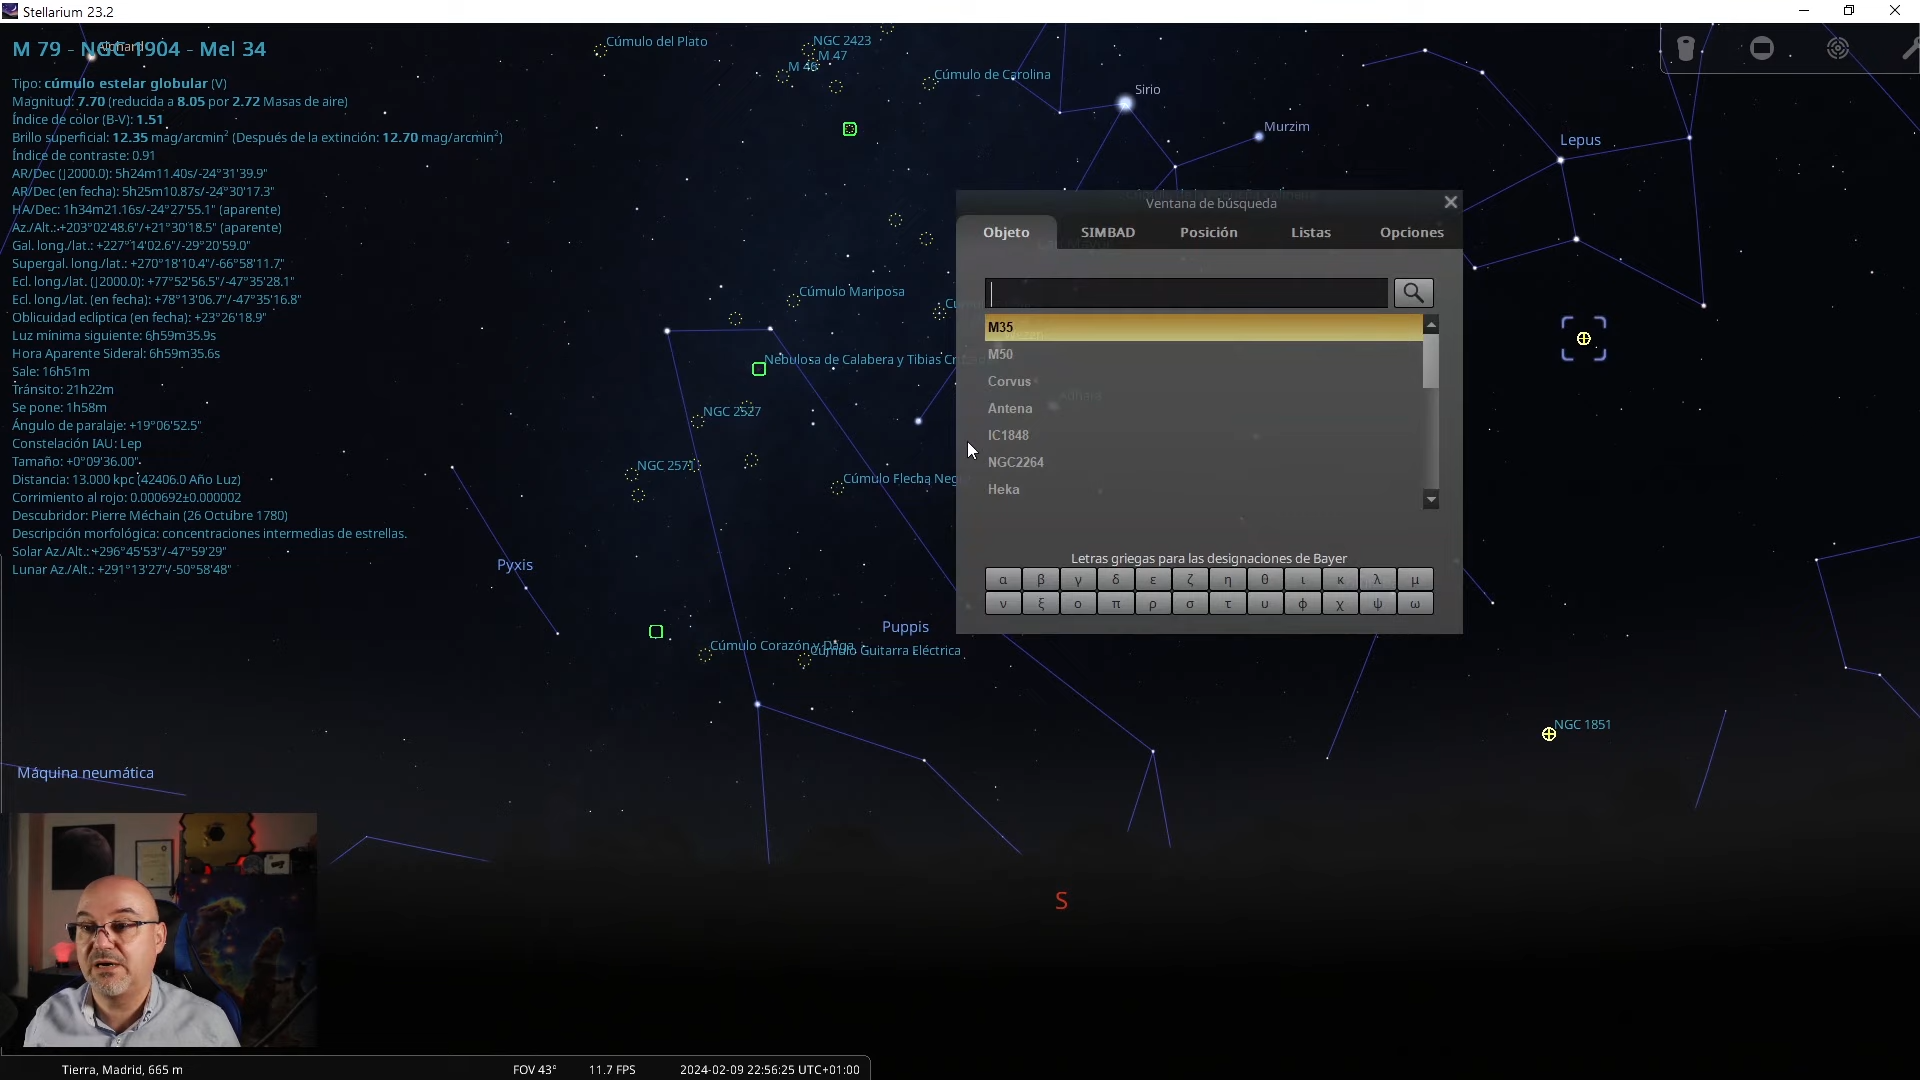 Stellarium 23.2
M 79 - NGC 1904 - Mel 34
Alphard
Tipo: cúmulo estelar globular (V)
Magnitud: 7.70 (reducida a 8.05 por 2.72 Masas de aire)
Índice de color (B-V): 1.51
Brillo superficial: 12.35 mag/arcmin² (Después de la extinción: 12.70 mag/arcmin²)
Índice de contraste: 0.91
AR/Dec (J2000.0): 5h24m11.40s/-24°31'39.9"
AR/Dec (en fecha): 5h25m10.87s/-24°30'17.3"
HA/Dec: 1h34m21.16s/-24°27'55.1" (aparente)
Az./Alt.: +203°02'48.6"/+21°30'18.5" (aparente)
Gal. long./lat.: +227°14'02.6"/-29°20'59.0"
Supergal. long./lat.: +270°18'10.4"/-66°58'11.7"
Ecl. long./lat. (J2000.0): +77°52'56.5"/-47°35'28.1"
Ecl. long./lat. (en fecha): +78°13'06.7"/-47°35'16.8"
Oblicuidad eclíptica (en fecha): +23°26'18.9"
Luz mínima siguiente: 6h59m35.9s
Hora Aparente Sideral: 6h59m35.6s
Sale: 16h51m
Tránsito: 21h22m
Se pone: 1h58m
Ángulo de paralaje: +19°06'52.5"
Constelación IAU: Lep
Tamaño: +0°09'36.00"
Distancia: 13.000 kpc (42406.0 Año Luz)
Corrimiento al rojo: 0.000692±0.000002
Descubridor: Pierre Méchain (26 Octubre 1780)
Descripción morfológica: concentraciones intermedias de estrellas.
Solar Az./Alt.: +296°45'53"/-47°59'29"
Lunar Az./Alt.: +291°13'27"/-50°58'48"
Cúmulo del Plato
NGC 2423
M 47
M 46
Cúmulo de Carolina
Sirio
Murzim
Lepus
Cúmulo Mariposa
Nebulosa de Calabera y Tibias
NGC 2527
NGC 2571
Cúmulo Flecha
Pyxis
Puppis
Cúmulo Corazón y Daga
Cúmulo Guitarra Eléctrica
NGC 1851
Máquina neumática
S
Ventana de búsqueda
Objeto SIMBAD Posición Listas Opciones
M35
M50
Corvus
Antena
Adhara
IC1848
NGC2264
Heka
Letras griegas para las designaciones de Bayer
α β γ δ ε ζ η θ ι κ λ μ
ν ξ ο π ρ σ τ υ φ χ ψ ω
Tierra, Madrid, 665 m FOV 43° 11.7 FPS 2024-02-09 22:56:25 UTC+01:00